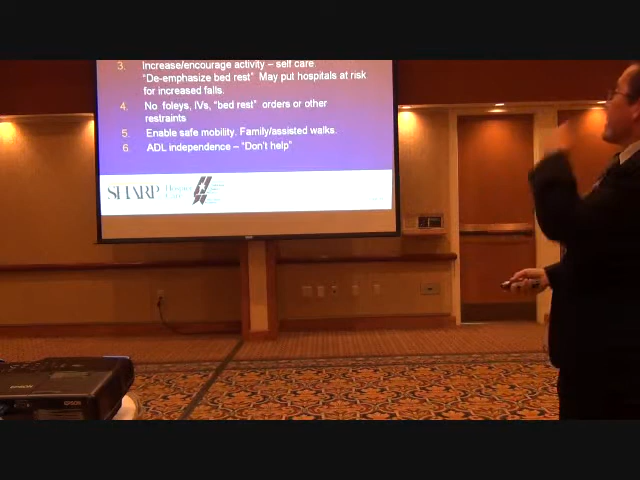 3. Increase/encourage activity – self care.
"De-emphasize bed rest" May put hospitals at risk
for increased falls.
4. No foleys, IVs, "bed rest" orders or other
restraints
5. Enable safe mobility. Family/assisted walks.
6. ADL independence – "Don't help"
SHARP
EPSON
EPSON